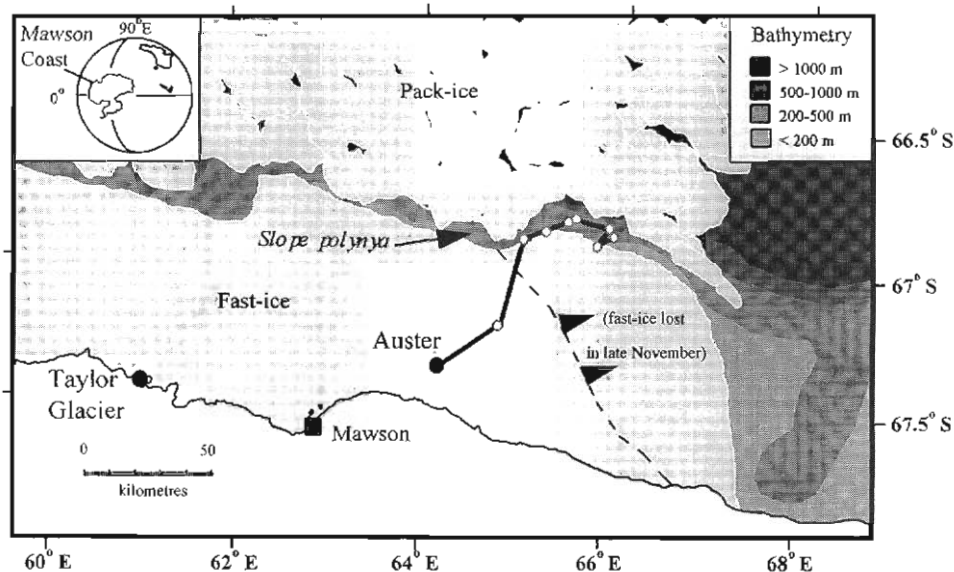 Mawson
Coast
90°E
0°
Pack-ice
Bathymetry
> 1000 m
500-1000 m
200-500 m
< 200 m
66.5° S
Slope polynya
67° S
Fast-ice
(fast-ice lost
in late November)
Auster
Taylor
Glacier
Mawson
67.5° S
0 50
kilometres
60° E
62° E
64° E
66° E
68° E